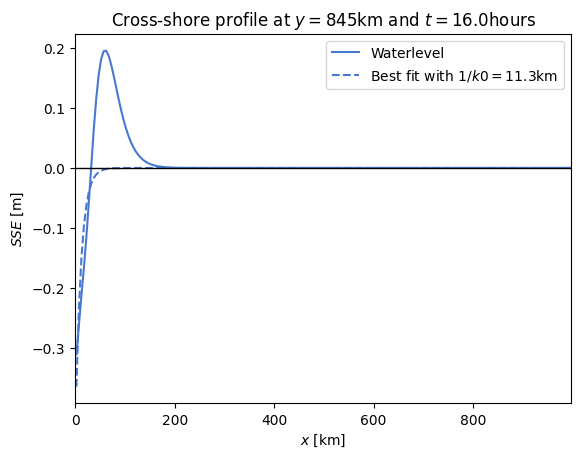 Cross-shore profile at y = 845km and t = 16.0hours
Waterlevel
Best fit with 1/k0 = 11.3km
0.2
0.1
0.0
−0.1
−0.2
−0.3
SSE [m]
0 200 400 600 800
x [km]